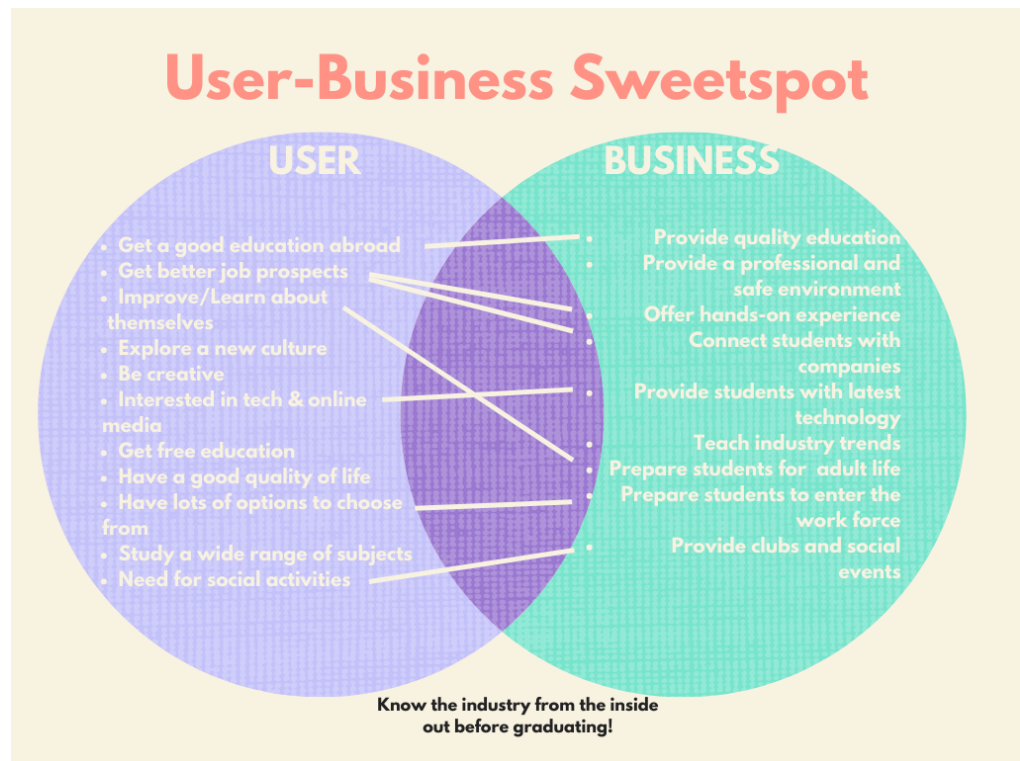 User-Business Sweetspot
USER
• Get a good education abroad
• Get better job prospects
• Improve/Learn about
themselves
• Explore a new culture
• Be creative
• Interested in tech & online
media
• Get free education
• Have a good quality of life
• Have lots of options to choose
from
• Study a wide range of subjects
• Need for social activities
BUSINESS
• Provide quality education
• Provide a professional and
safe environment
• Offer hands-on experience
• Connect students with
companies
• Provide students with latest
technology
• Teach industry trends
• Prepare students for adult life
• Prepare students to enter the
work force
• Provide clubs and social
events
Know the industry from the inside
out before graduating!